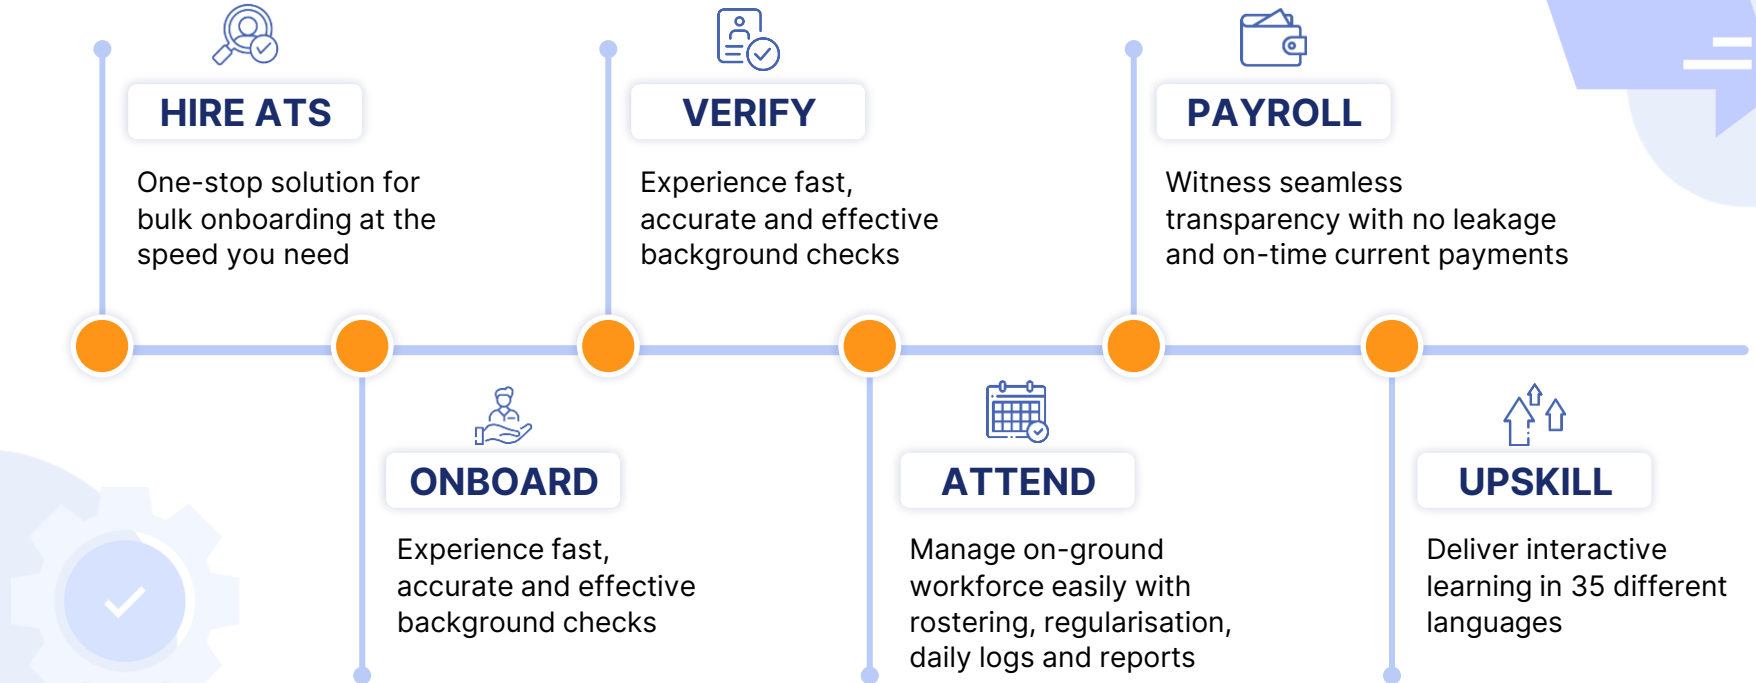 HIRE ATS
One-stop solution for
bulk onboarding at the
speed you need
VERIFY
Experience fast,
accurate and effective
background checks
PAYROLL
Witness seamless
transparency with no leakage
and on-time current payments
ONBOARD
Experience fast,
accurate and effective
background checks
ATTEND
Manage on-ground
workforce easily with
rostering, regularisation,
daily logs and reports
UPSKILL
Deliver interactive
learning in 35 different
languages